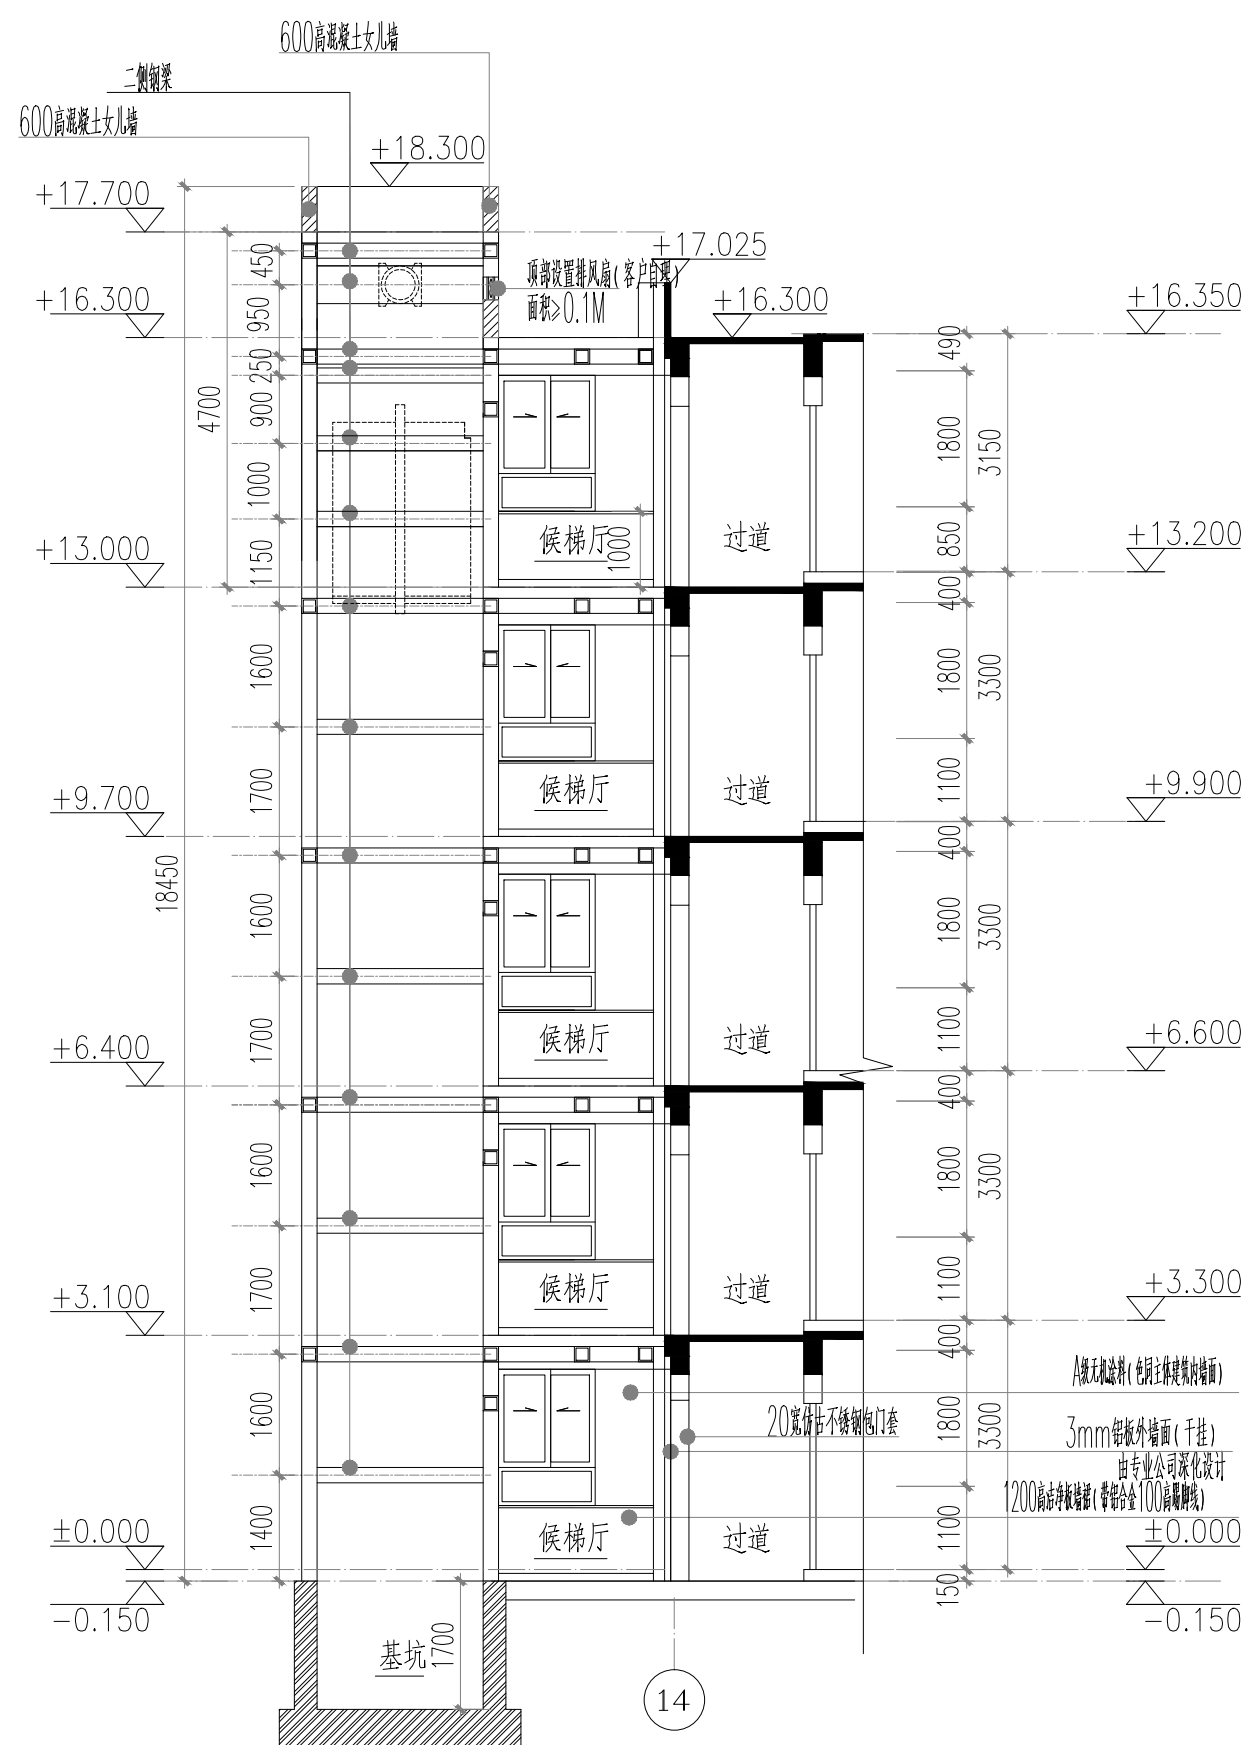 600高混凝土女儿墙
二侧钢梁
600高混凝土女儿墙
+18.300
+17.700
+17.025
450
顶部设置排风扇(客户自理)
面积≥0.1M
+16.300
+16.300
+16.350
950
490
250
900
4700
1800
3150
1000
候梯厅
1000
过道
850
+13.000
+13.200
1150
400
1600
1800
3300
1700
候梯厅
过道
1100
+9.700
+9.900
400
18450
1600
1800
3300
1700
候梯厅
过道
1100
+6.400
+6.600
400
1600
1800
3300
1700
候梯厅
过道
1100
+3.100
+3.300
400
A级无机涂料(色同主体建筑内墙面)
1600
1800
3300
20宽仿古不锈钢包门套
3mm铝板外墙面(干挂)
由专业公司深化设计
1200高洁净板墙裙(带铝合金100高踢脚线)
1400
候梯厅
过道
1100
±0.000
±0.000
150
-0.150
-0.150
基坑
1700
14